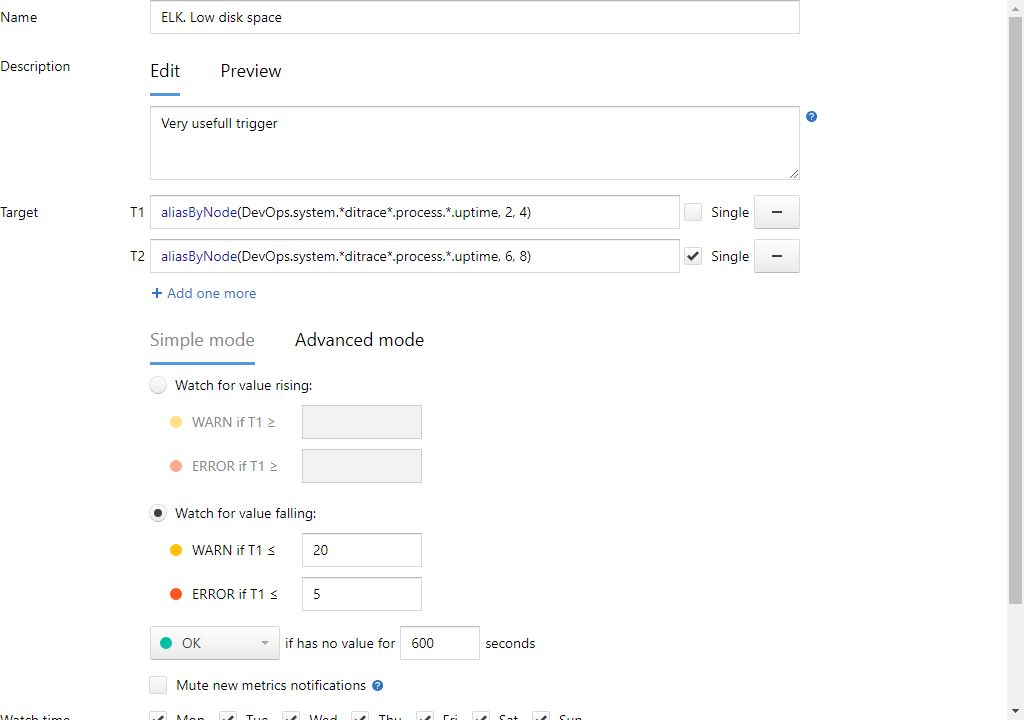 Name ELK. Low disk space
Description Edit Preview
Very usefull trigger
Target T1 aliasByNode(DevOps.system.*ditrace*.process.*.uptime, 2, 4) Single
T2 aliasByNode(DevOps.system.*ditrace*.process.*.uptime, 6, 8) Single
+ Add one more
Simple mode Advanced mode
Watch for value rising:
WARN if T1 ≥
ERROR if T1 ≥
Watch for value falling:
WARN if T1 ≤ 20
ERROR if T1 ≤ 5
OK if has no value for 600 seconds
Mute new metrics notifications ?
Watch time Mon Tue Wed Thu Fri Sat Sun